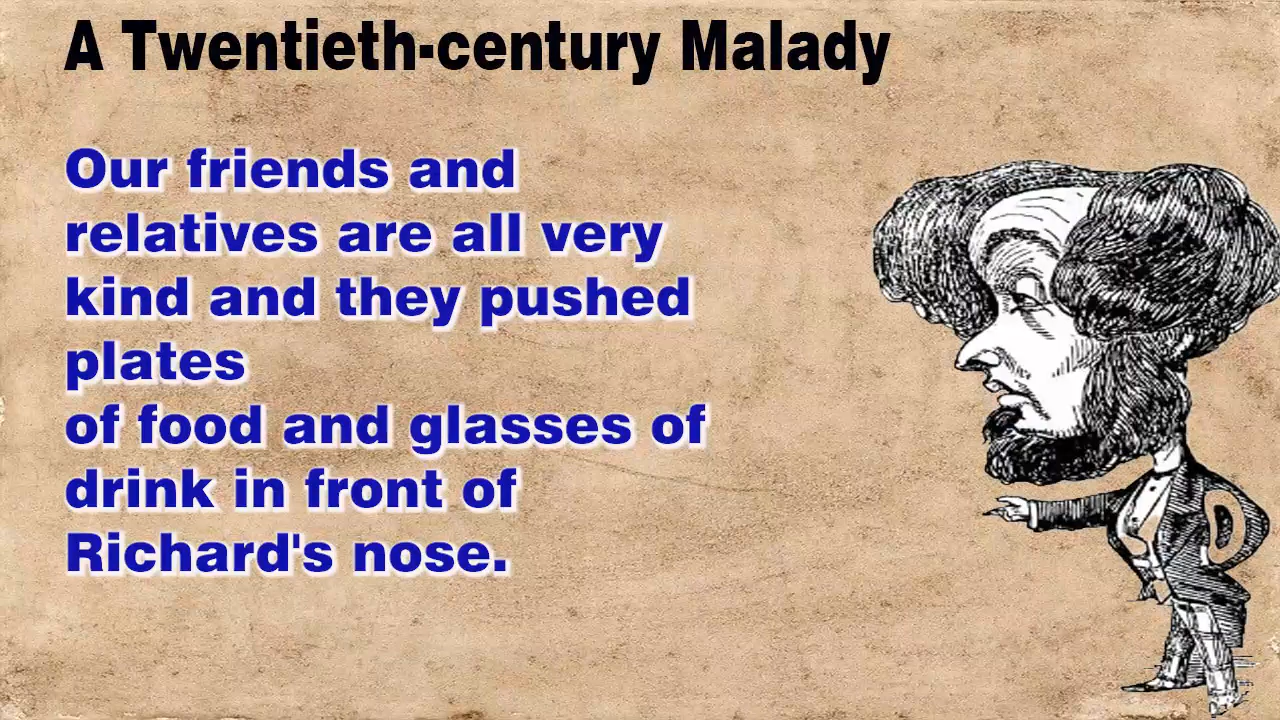 A Twentieth-century Malady
Our friends and
relatives are all very
kind and they pushed
plates
of food and glasses of
drink in front of
Richard's nose.